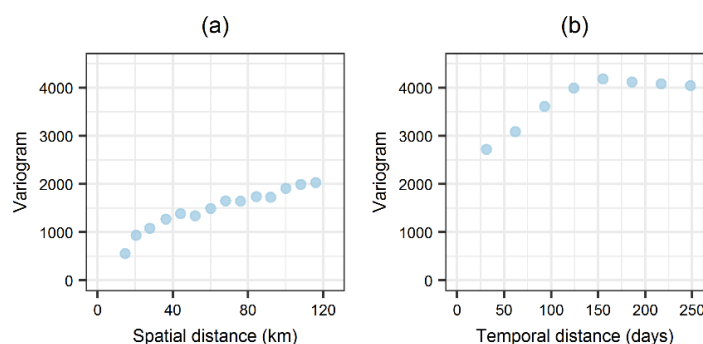 (a)
Variogram
4000
3000
2000
1000
0
0 40 80 120
Spatial distance (km)
(b)
Variogram
4000
3000
2000
1000
0
0 50 100 150 200 250
Temporal distance (days)